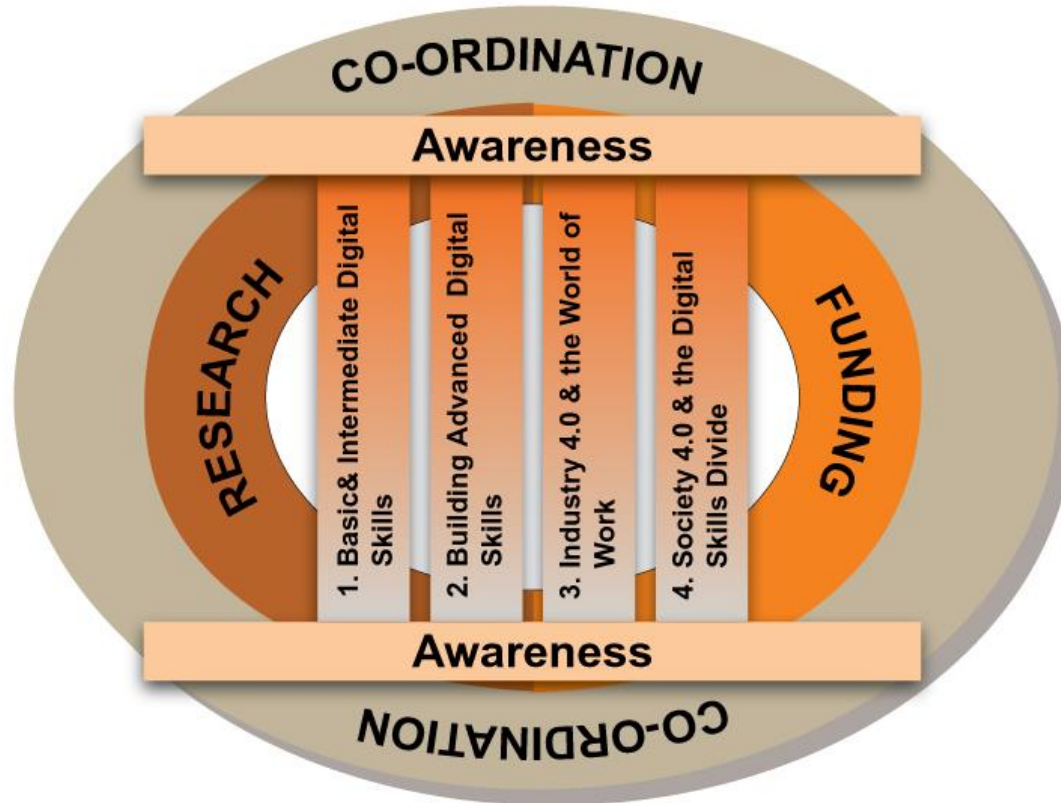 CO-ORDINATION
Awareness
RESEARCH
1. Basic& Intermediate Digital
Skills
2. Building Advanced Digital
Skills
3. Industry 4.0 & the World of
Work
4. Society 4.0 & the Digital
Skills Divide
FUNDING
Awareness
CO-ORDINATION